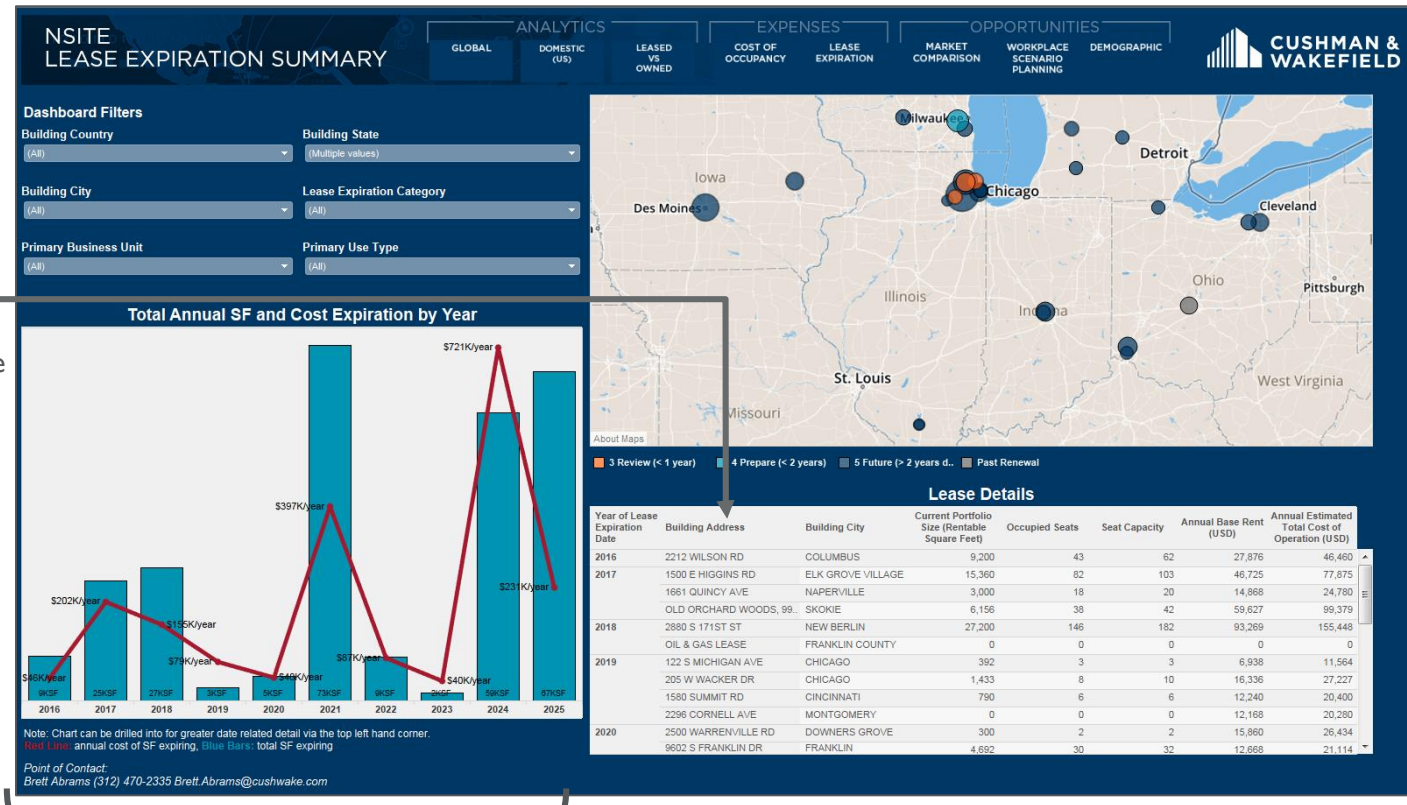 NSITE
LEASE EXPIRATION SUMMARY
ANALYTICS
EXPENSES
OPPORTUNITIES
GLOBAL
DOMESTIC
(US)
LEASED
VS
OWNED
COST OF
OCCUPANCY
LEASE
EXPIRATION
MARKET
COMPARISON
WORKPLACE
SCENARIO
PLANNING
DEMOGRAPHIC
CUSHMAN &
WAKEFIELD
Dashboard Filters
Building Country
(All)
Building State
(Multiple values)
Building City
(All)
Lease Expiration Category
(All)
Primary Business Unit
(All)
Primary Use Type
(All)
e
Total Annual SF and Cost Expiration by Year
$721K/year
$397K/year
$231K/year
$202K/year
$155K/year
$79K/year
$87K/year
$46K/year
$40K/year
$40K/year
9KSF 25KSF 27KSF 3KSF 5KSF 73KSF 9KSF 2KSF 59KSF 67KSF
2016 2017 2018 2019 2020 2021 2022 2023 2024 2025
Note: Chart can be drilled into for greater date related detail via the top left hand corner.
Red Line: annual cost of SF expiring, Blue Bars: total SF expiring
Point of Contact:
Brett Abrams (312) 470-2335 Brett.Abrams@cushwake.com
Milwaukee
Detroit
Iowa
Chicago
Des Moines
Cleveland
Ohio
Pittsburgh
Illinois
Indiana
St. Louis
West Virginia
Missouri
About Maps
3 Review (< 1 year) 4 Prepare (< 2 years) 5 Future (> 2 years d.. Past Renewal
Lease Details
Year of Lease Expiration Date Building Address Building City Current Portfolio Size (Rentable Square Feet) Occupied Seats Seat Capacity Annual Base Rent (USD) Annual Estimated Total Cost of Operation (USD)
2016 2212 WILSON RD COLUMBUS 9,200 43 62 27,876 46,460
2017 1500 E HIGGINS RD ELK GROVE VILLAGE 15,360 82 103 46,725 77,875
1661 QUINCY AVE NAPERVILLE 3,000 18 20 14,868 24,780
OLD ORCHARD WOODS, 99.. SKOKIE 6,156 38 42 59,627 99,379
2018 2880 S 171ST ST NEW BERLIN 27,200 146 182 93,269 155,448
OIL & GAS LEASE FRANKLIN COUNTY 0 0 0 0 0
2019 122 S MICHIGAN AVE CHICAGO 392 3 3 6,938 11,564
205 W WACKER DR CHICAGO 1,433 8 10 16,336 27,227
1580 SUMMIT RD CINCINNATI 790 6 6 12,240 20,400
2296 CORNELL AVE MONTGOMERY 0 0 0 12,168 20,280
2020 2500 WARRENVILLE RD DOWNERS GROVE 300 2 2 15,860 26,434
9602 S FRANKLIN DR FRANKLIN 4,692 30 32 12,668 21,114